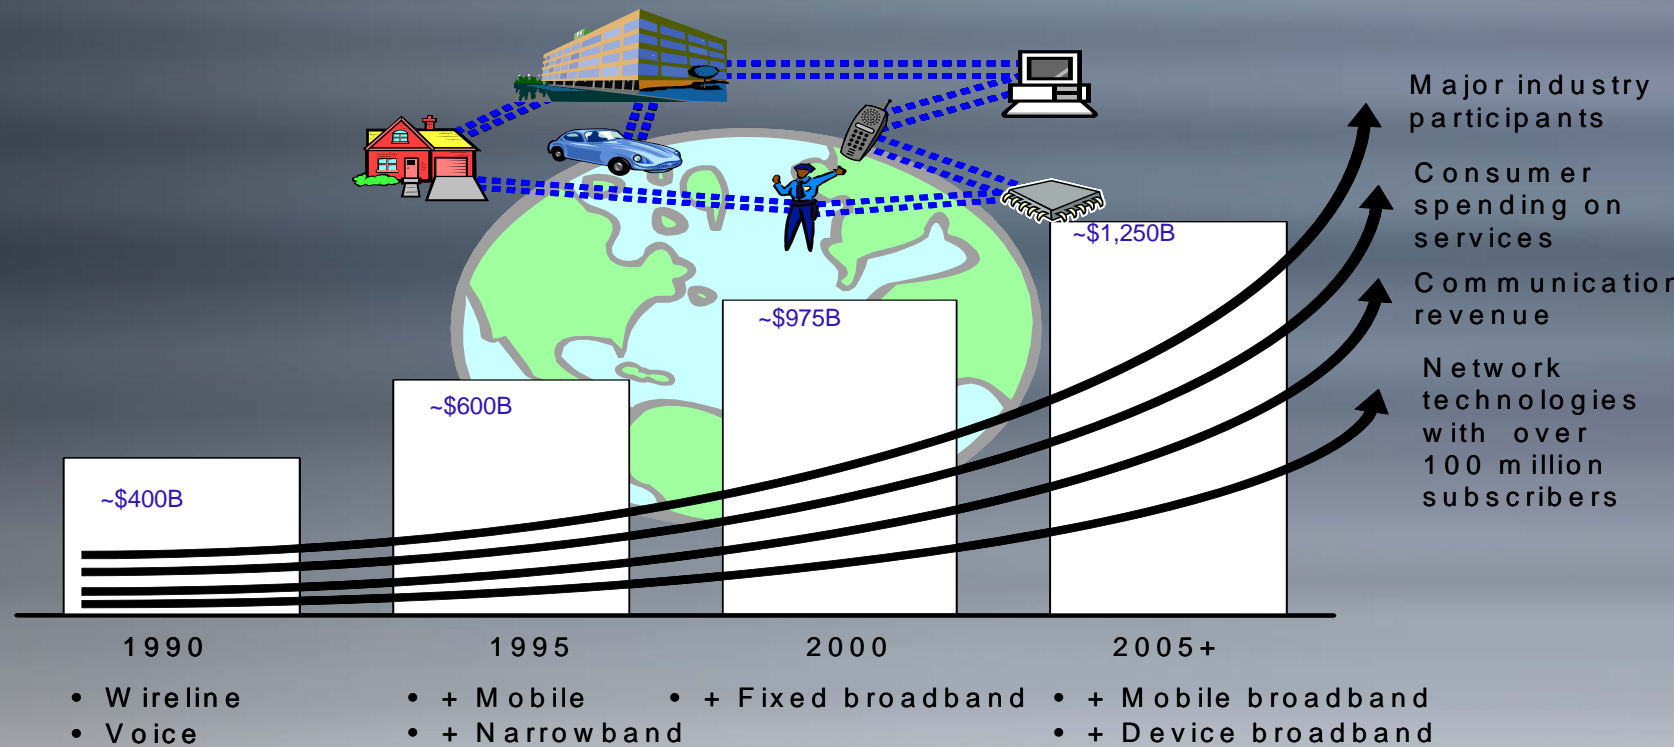 Major industry
participants
Consumer
spending on
services
Communication
revenue
Network
technologies
with over
100 million
subscribers
~$1,250B
~$975B
~$600B
~$400B
1990
1995
2000
2005+
• Wireline
• Voice
• + Mobile
• + Narrowband
• + Fixed broadband
• + Mobile broadband
• + Device broadband